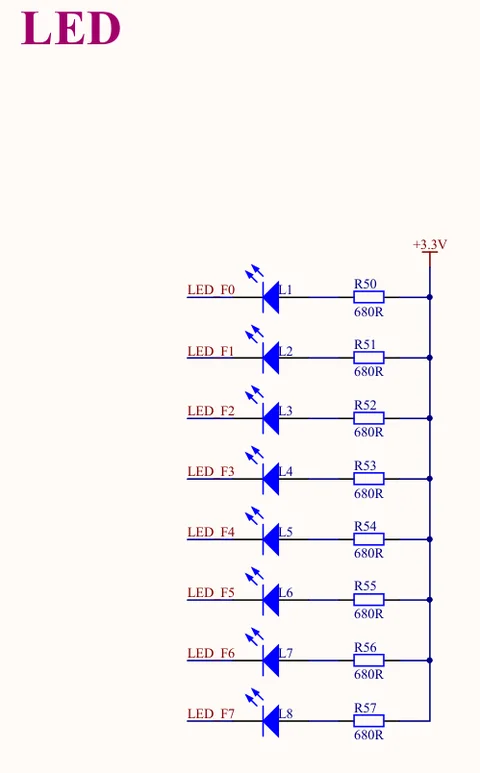 LED
+3.3V
LED_F0 L1 R50
680R
LED_F1 L2 R51
680R
LED_F2 L3 R52
680R
LED_F3 L4 R53
680R
LED_F4 L5 R54
680R
LED_F5 L6 R55
680R
LED_F6 L7 R56
680R
LED_F7 L8 R57
680R